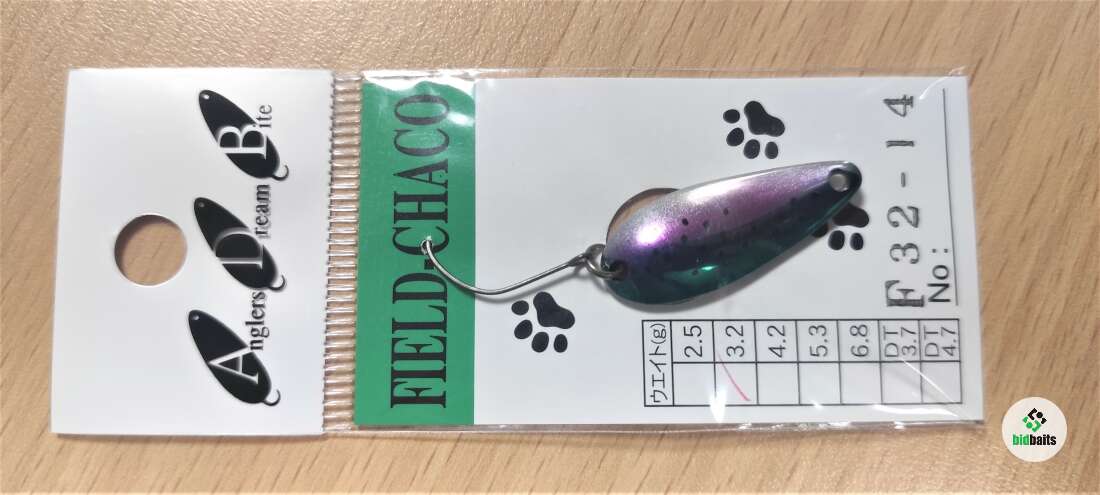 Anglers
Dream
Bite
FIELD-CHACO
F32-14
No:
ウエイト(g)
2.5
3.2
4.2
5.3
6.8
DT
3.7
DT
4.7
bidbaits